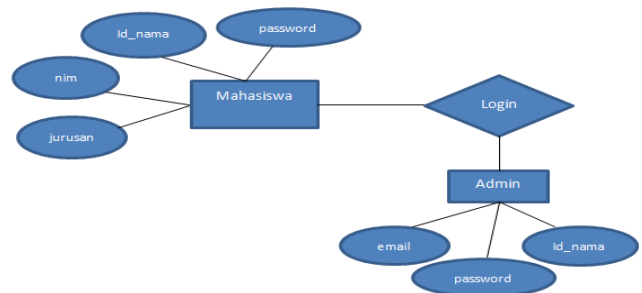 Id_nama
password
nim
Mahasiswa
Login
jurusan
Admin
email
Id_nama
password